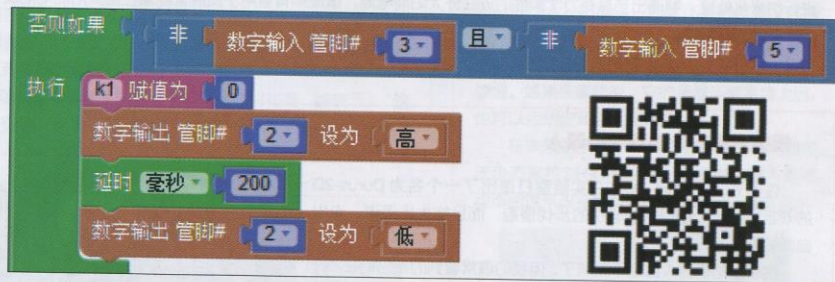 否则如果 非 数字输入 管脚# 3 且 非 数字输入 管脚# 5
执行 k1 赋值为 0
数字输出 管脚# 2 设为 高
延时 毫秒 200
数字输出 管脚# 2 设为 低